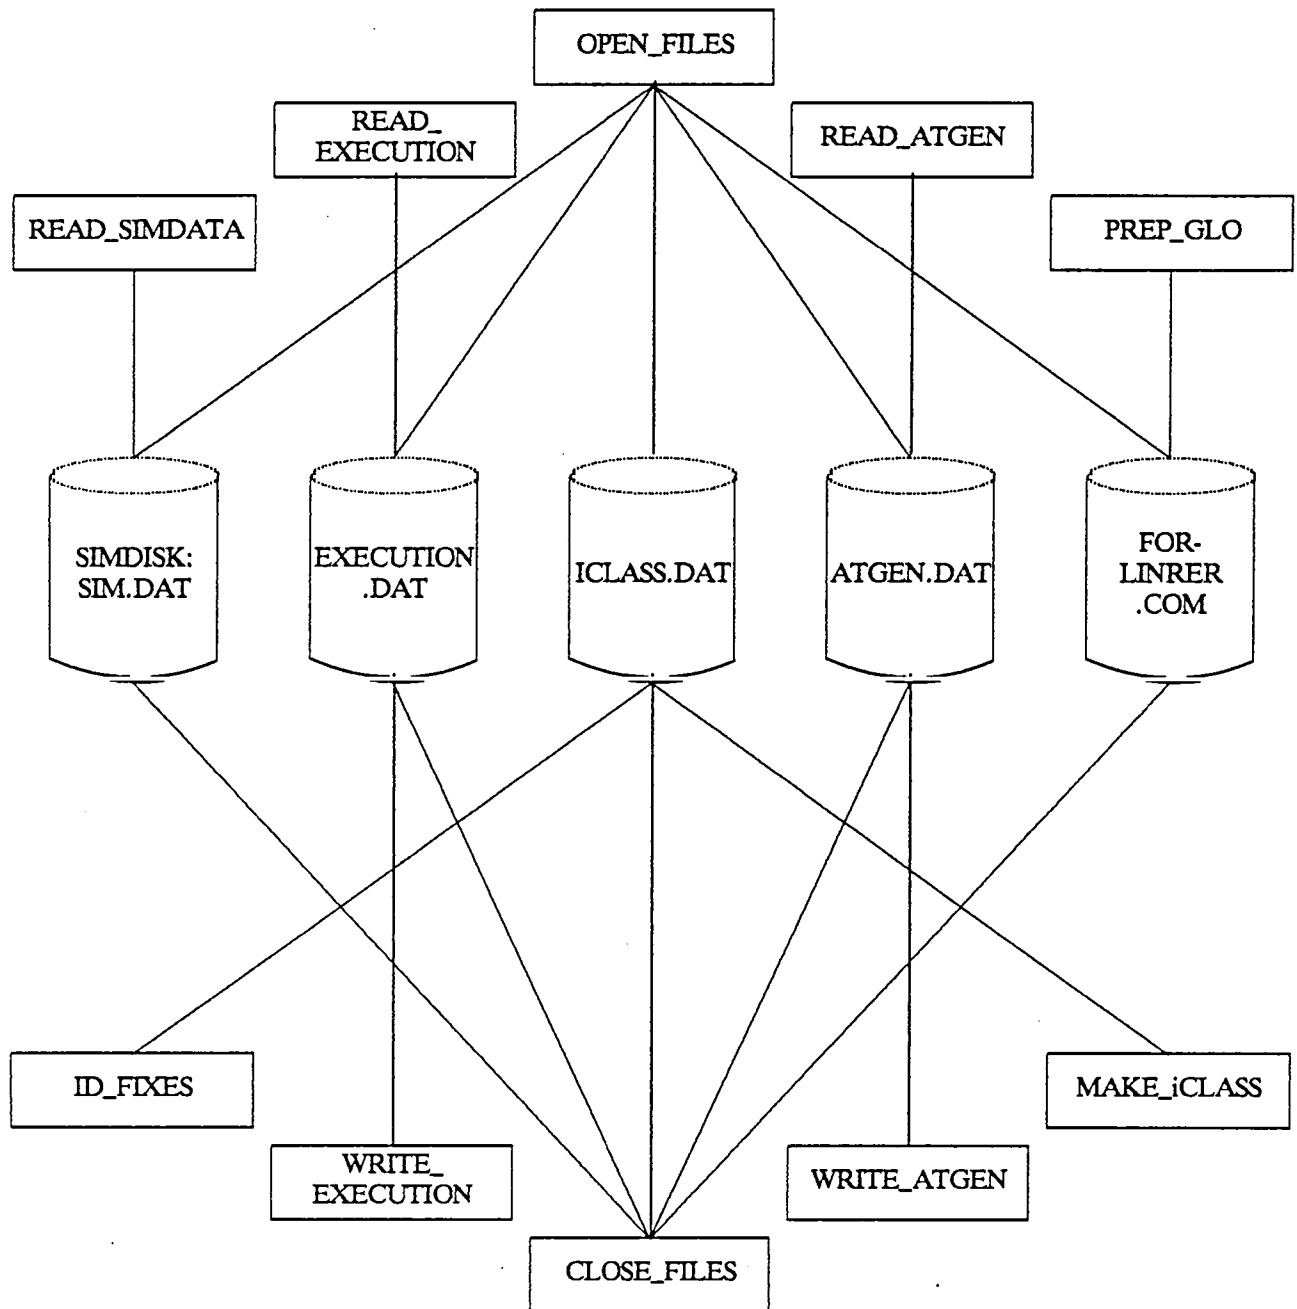 OPEN_FILES
READ_
EXECUTION
READ_ATGEN
READ_SIMDATA
PREP_GLO
SIMDISK:
SIM.DAT
EXECUTION
.DAT
ICLASS.DAT
ATGEN.DAT
FOR-
LINRER
.COM
ID_FIXES
MAKE_iCLASS
WRITE_
EXECUTION
WRITE_ATGEN
CLOSE_FILES